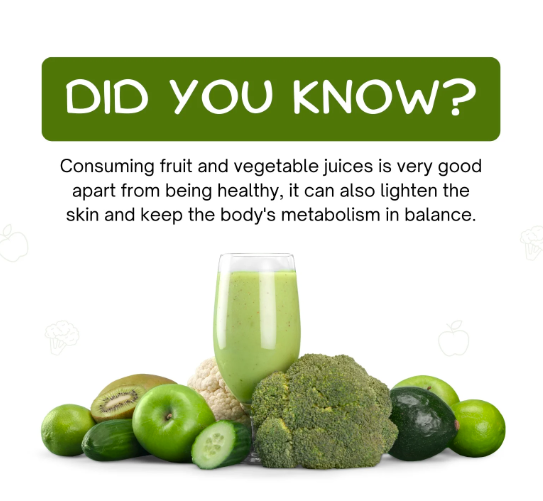 DID YOU KNOW?
Consuming fruit and vegetable juices is very good
apart from being healthy, it can also lighten the
skin and keep the body's metabolism in balance.